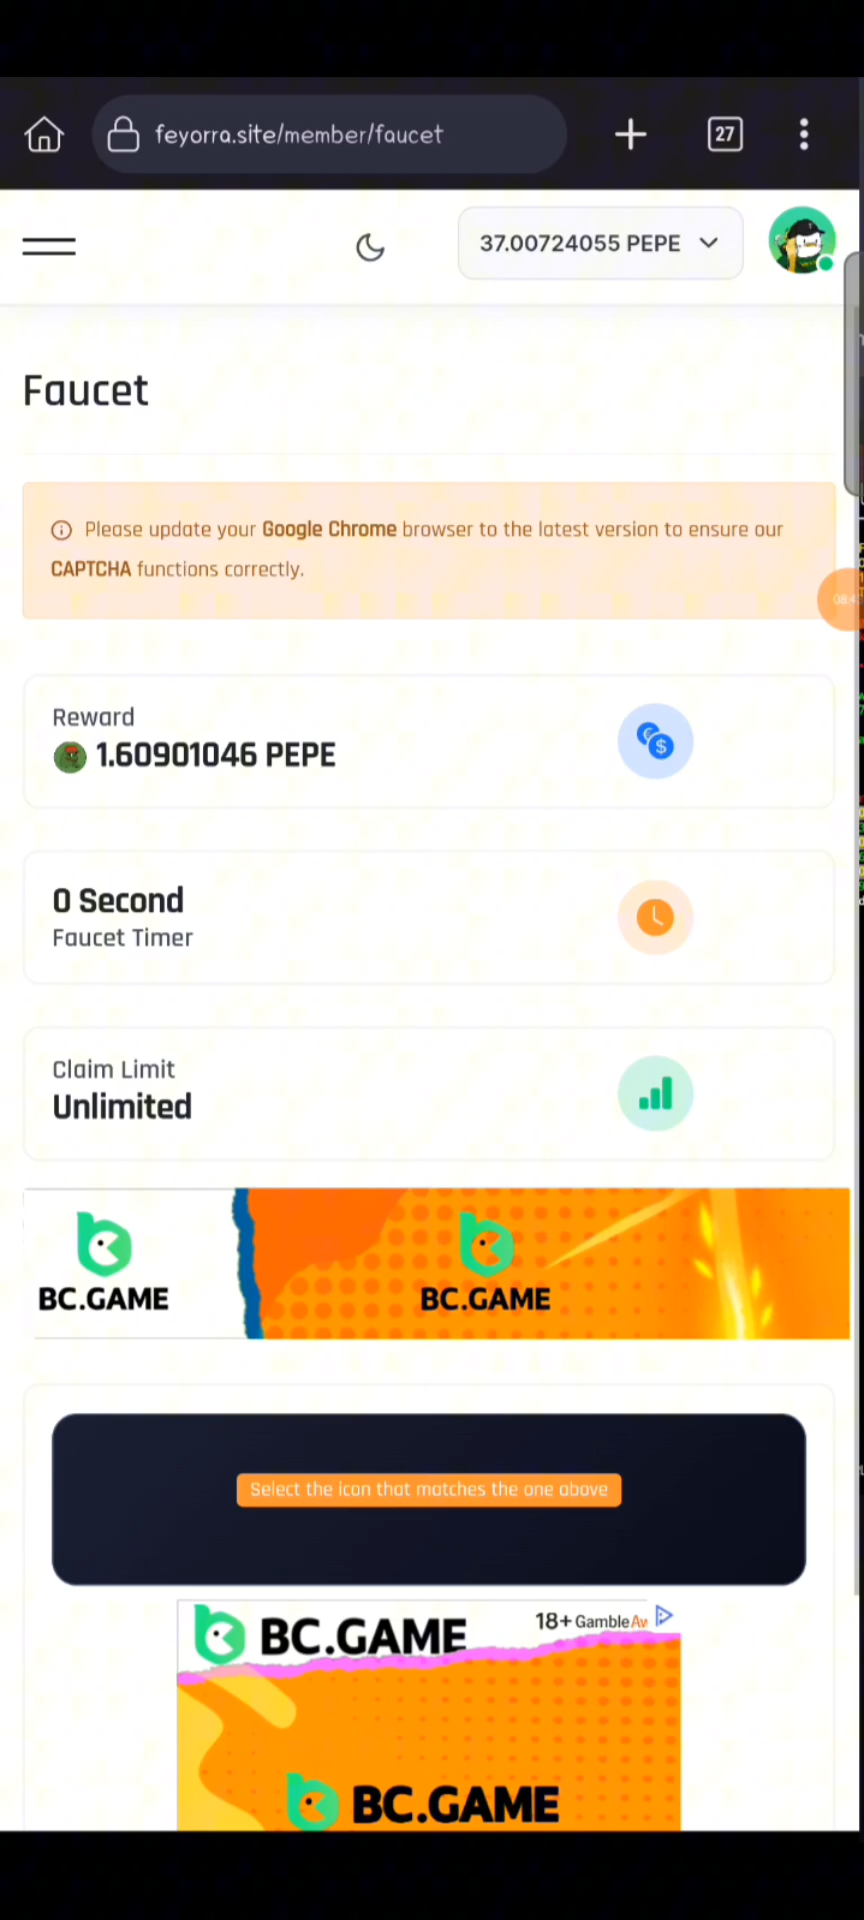 feyorra.site/member/faucet
27
37.00724055 PEPE
Faucet
Please update your Google Chrome browser to the latest version to ensure our
CAPTCHA functions correctly.
Reward
1.60901046 PEPE
0 Second
Faucet Timer
Claim Limit
Unlimited
BC.GAME
BC.GAME
Select the icon that matches the one above
BC.GAME
18+ Gamble
BC.GAME